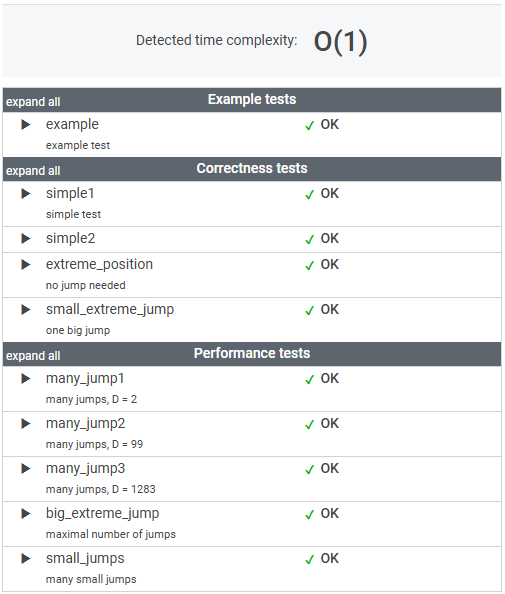 Detected time complexity: O(1)
expand all Example tests
example ✓ OK
example test
expand all Correctness tests
simple1 ✓ OK
simple test
simple2 ✓ OK
extreme_position ✓ OK
no jump needed
small_extreme_jump ✓ OK
one big jump
expand all Performance tests
many_jump1 ✓ OK
many jumps, D = 2
many_jump2 ✓ OK
many jumps, D = 99
many_jump3 ✓ OK
many jumps, D = 1283
big_extreme_jump ✓ OK
maximal number of jumps
small_jumps ✓ OK
many small jumps